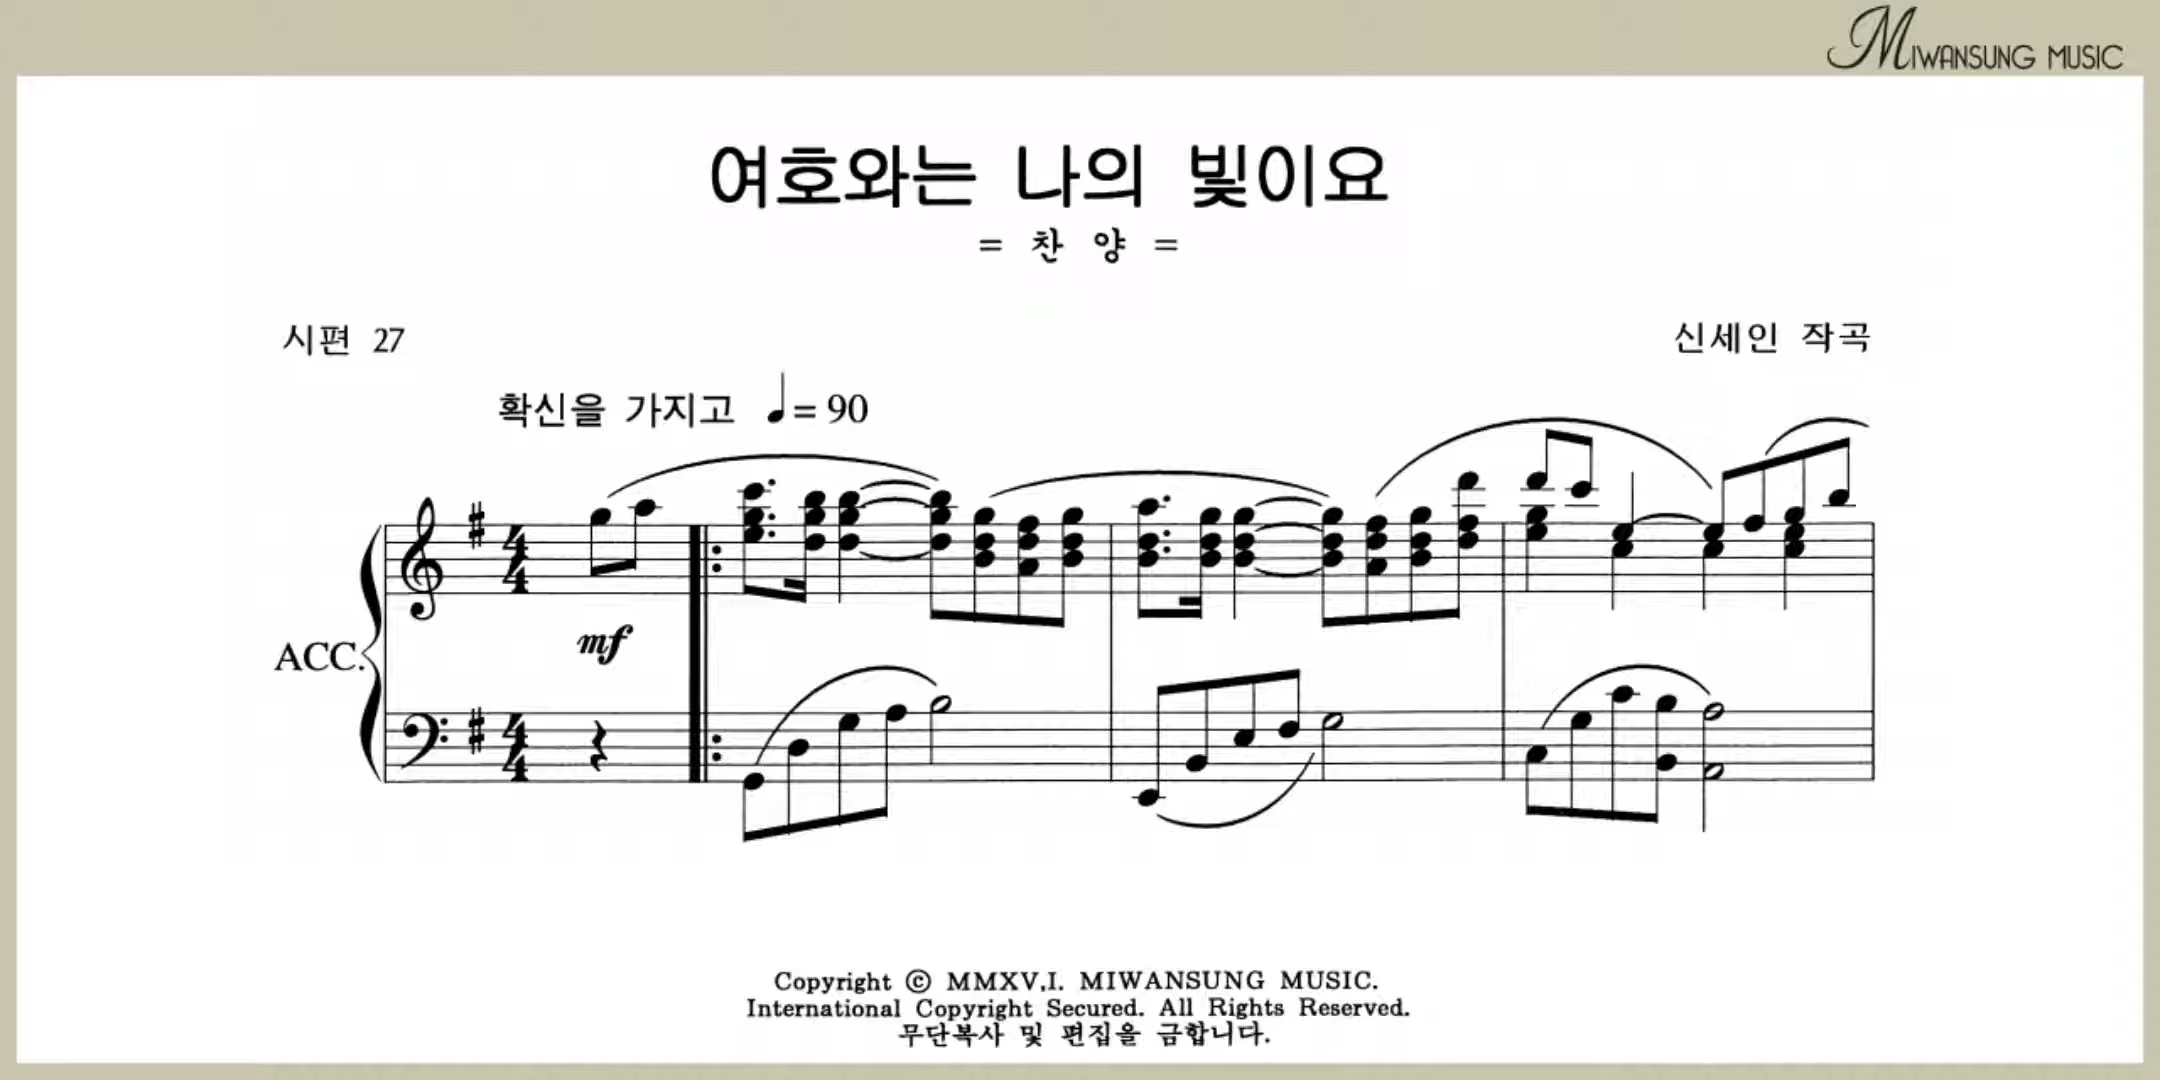 MIWANSUNG MUSIC
여호와는 나의 빛이요
= 찬 양 =
시편 27
신세인 작곡
확신을 가지고 ♩= 90
mf
ACC.
Copyright ⓒ MMXV,I. MIWANSUNG MUSIC.
International Copyright Secured. All Rights Reserved.
무단복사 및 편집을 금합니다.